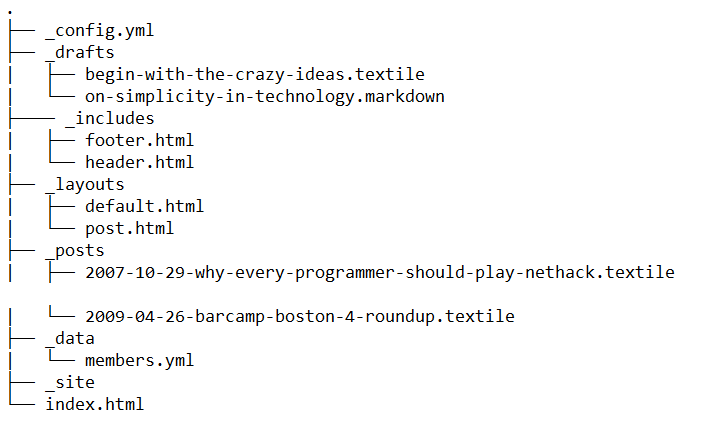 .
├── _config.yml
├── _drafts
|   ├── begin-with-the-crazy-ideas.textile
|   └── on-simplicity-in-technology.markdown
├──── _includes
|   ├── footer.html
|   └── header.html
├── _layouts
|   ├── default.html
|   └── post.html
├── _posts
|   ├── 2007-10-29-why-every-programmer-should-play-nethack.textile
|   └── 2009-04-26-barcamp-boston-4-roundup.textile
├── _data
|   └── members.yml
├── _site
└── index.html